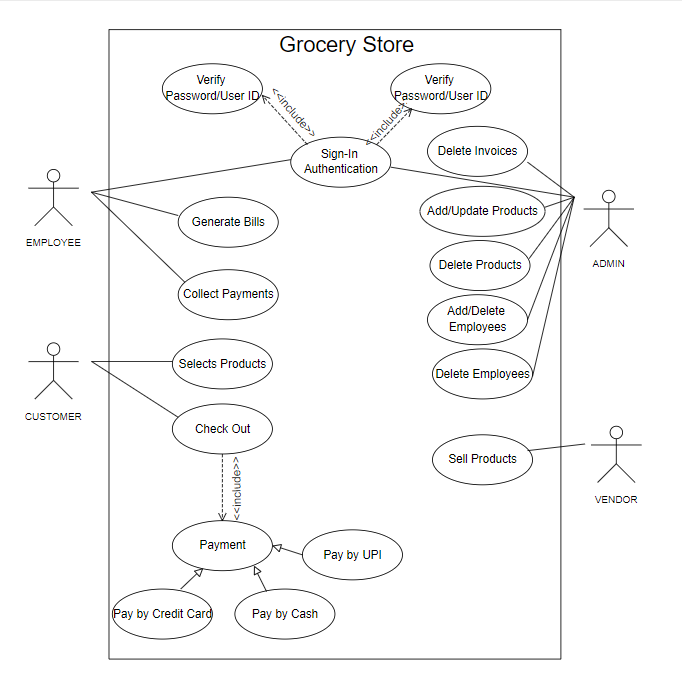 Grocery Store
Verify
Password/User ID
Verify
Password/User ID
<<include>>
<<include>
Sign-In
Authentication
Delete Invoices
EMPLOYEE
Generate Bills
Add/Update Products
ADMIN
Delete Products
Collect Payments
Add/Delete
Employees
Selects Products
Delete Employees
CUSTOMER
Check Out
Sell Products
VENDOR
<<include>>
Payment
Pay by UPI
Pay by Credit Card
Pay by Cash